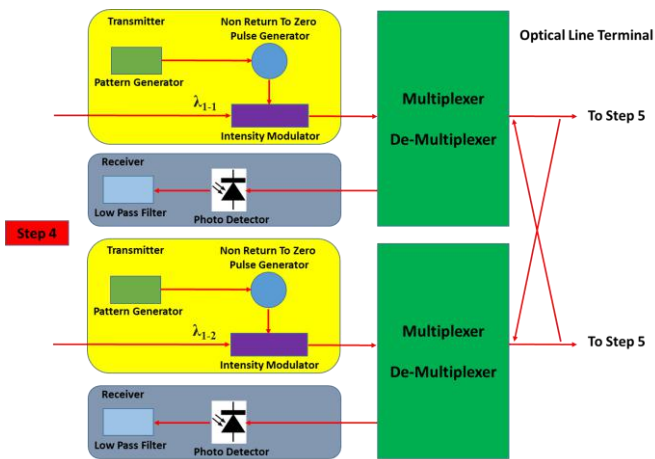 Transmitter
Non Return To Zero
Pulse Generator
Pattern Generator
λ1-1
Intensity Modulator
Receiver
Low Pass Filter
Photo Detector
Multiplexer
De-Multiplexer
Optical Line Terminal
To Step 5
Step 4
Transmitter
Non Return To Zero
Pulse Generator
Pattern Generator
λ1-2
Intensity Modulator
Receiver
Low Pass Filter
Photo Detector
Multiplexer
De-Multiplexer
To Step 5